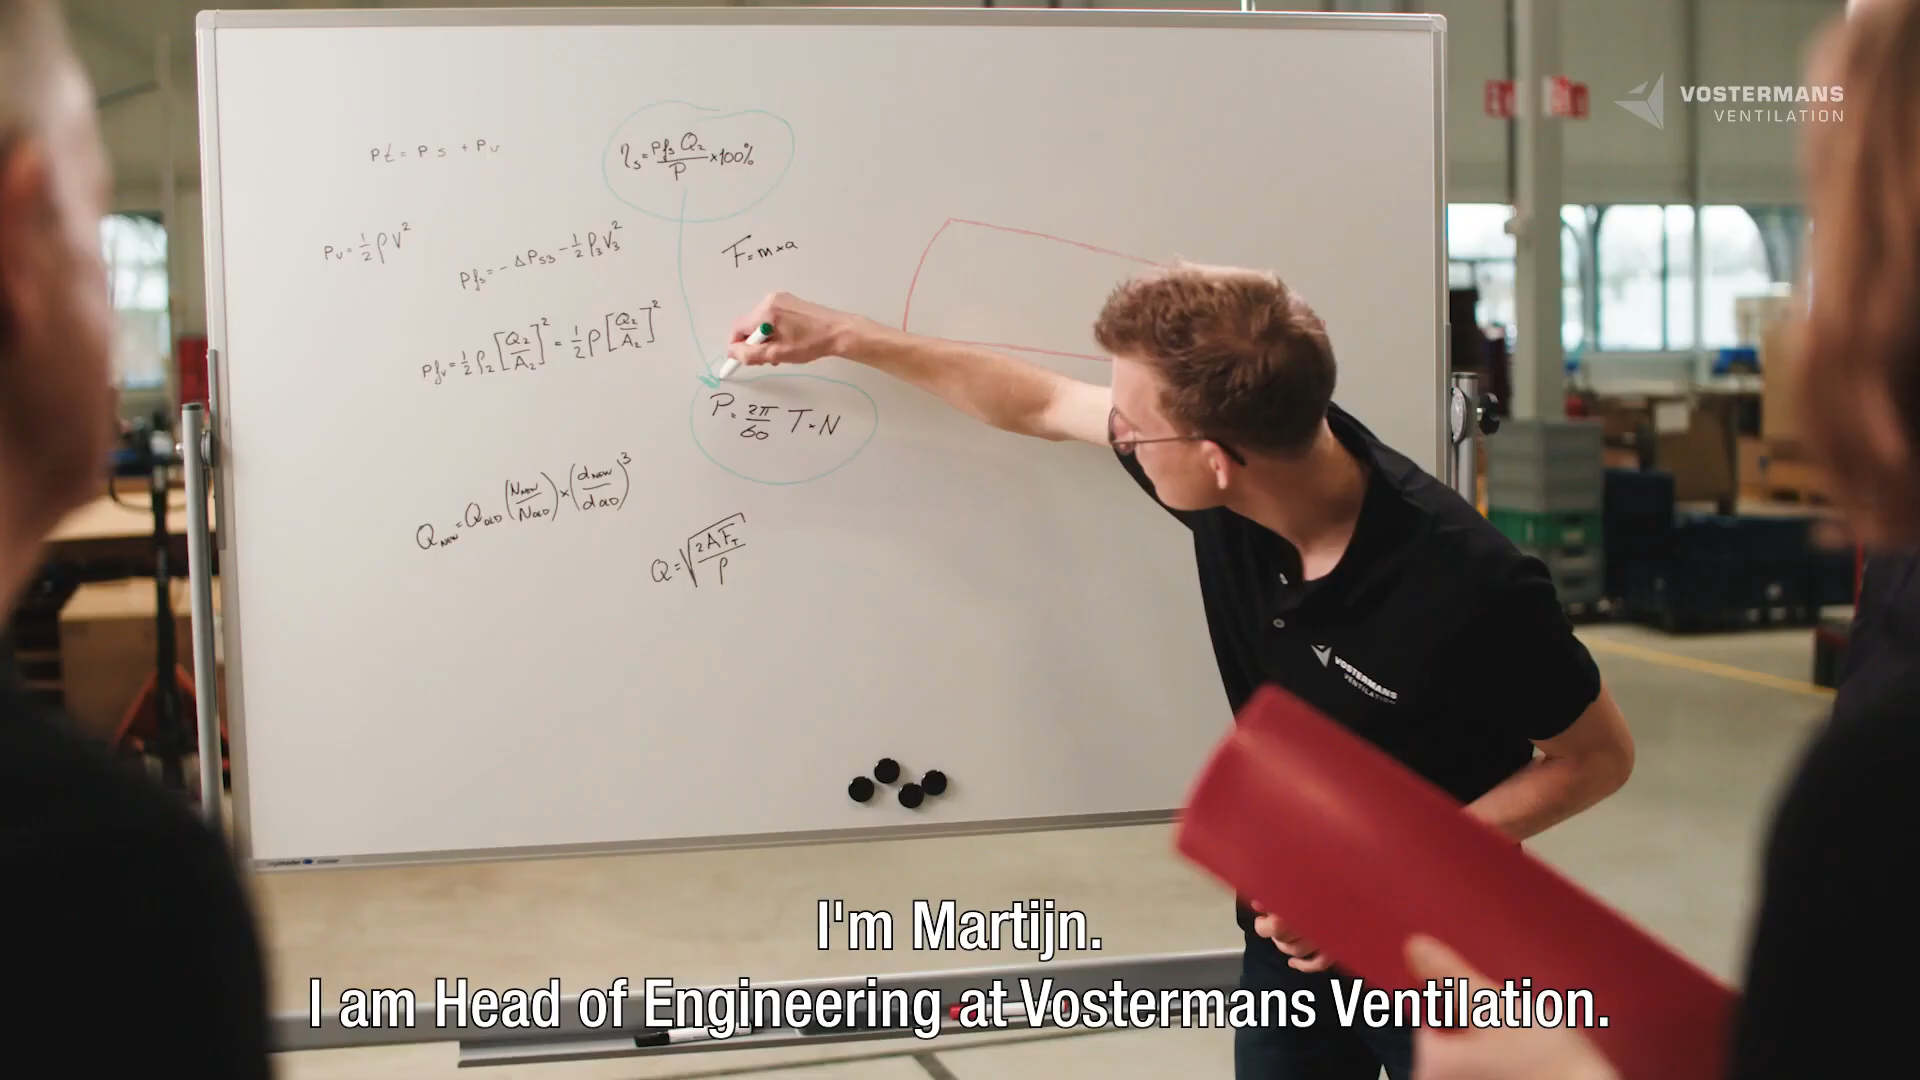 VOSTERMANS
VENTILATION
Pt = Ps + Pv
ηs = Pfs Q2 / P × 100%
Pv = 1/2 ρ V²
Pfs = - ΔPs3 - 1/2 ρ3 V3²
F = m × a
Pfv = 1/2 ρ2 [Q2/A2]² = 1/2 ρ [Q2/A2]²
P = 2π/60 T · N
QNEW = QOLD (NNEW/NOLD) × (dNEW/dOLD)³
Q = √(2AFT/ρ)
VOSTERMANS
VENTILATION
I'm Martijn.
I am Head of Engineering at Vostermans Ventilation.